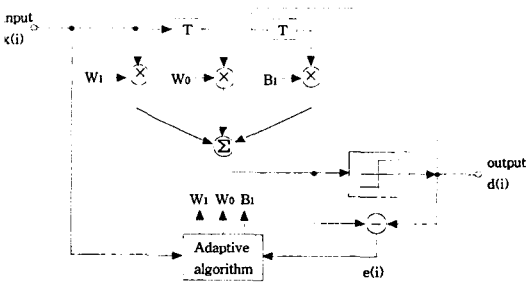 input
x(i)
T
T
W1
×
W0
×
B1
×
Σ
output
d(i)
W1 W0 B1
−
Adaptive
algorithm
e(i)